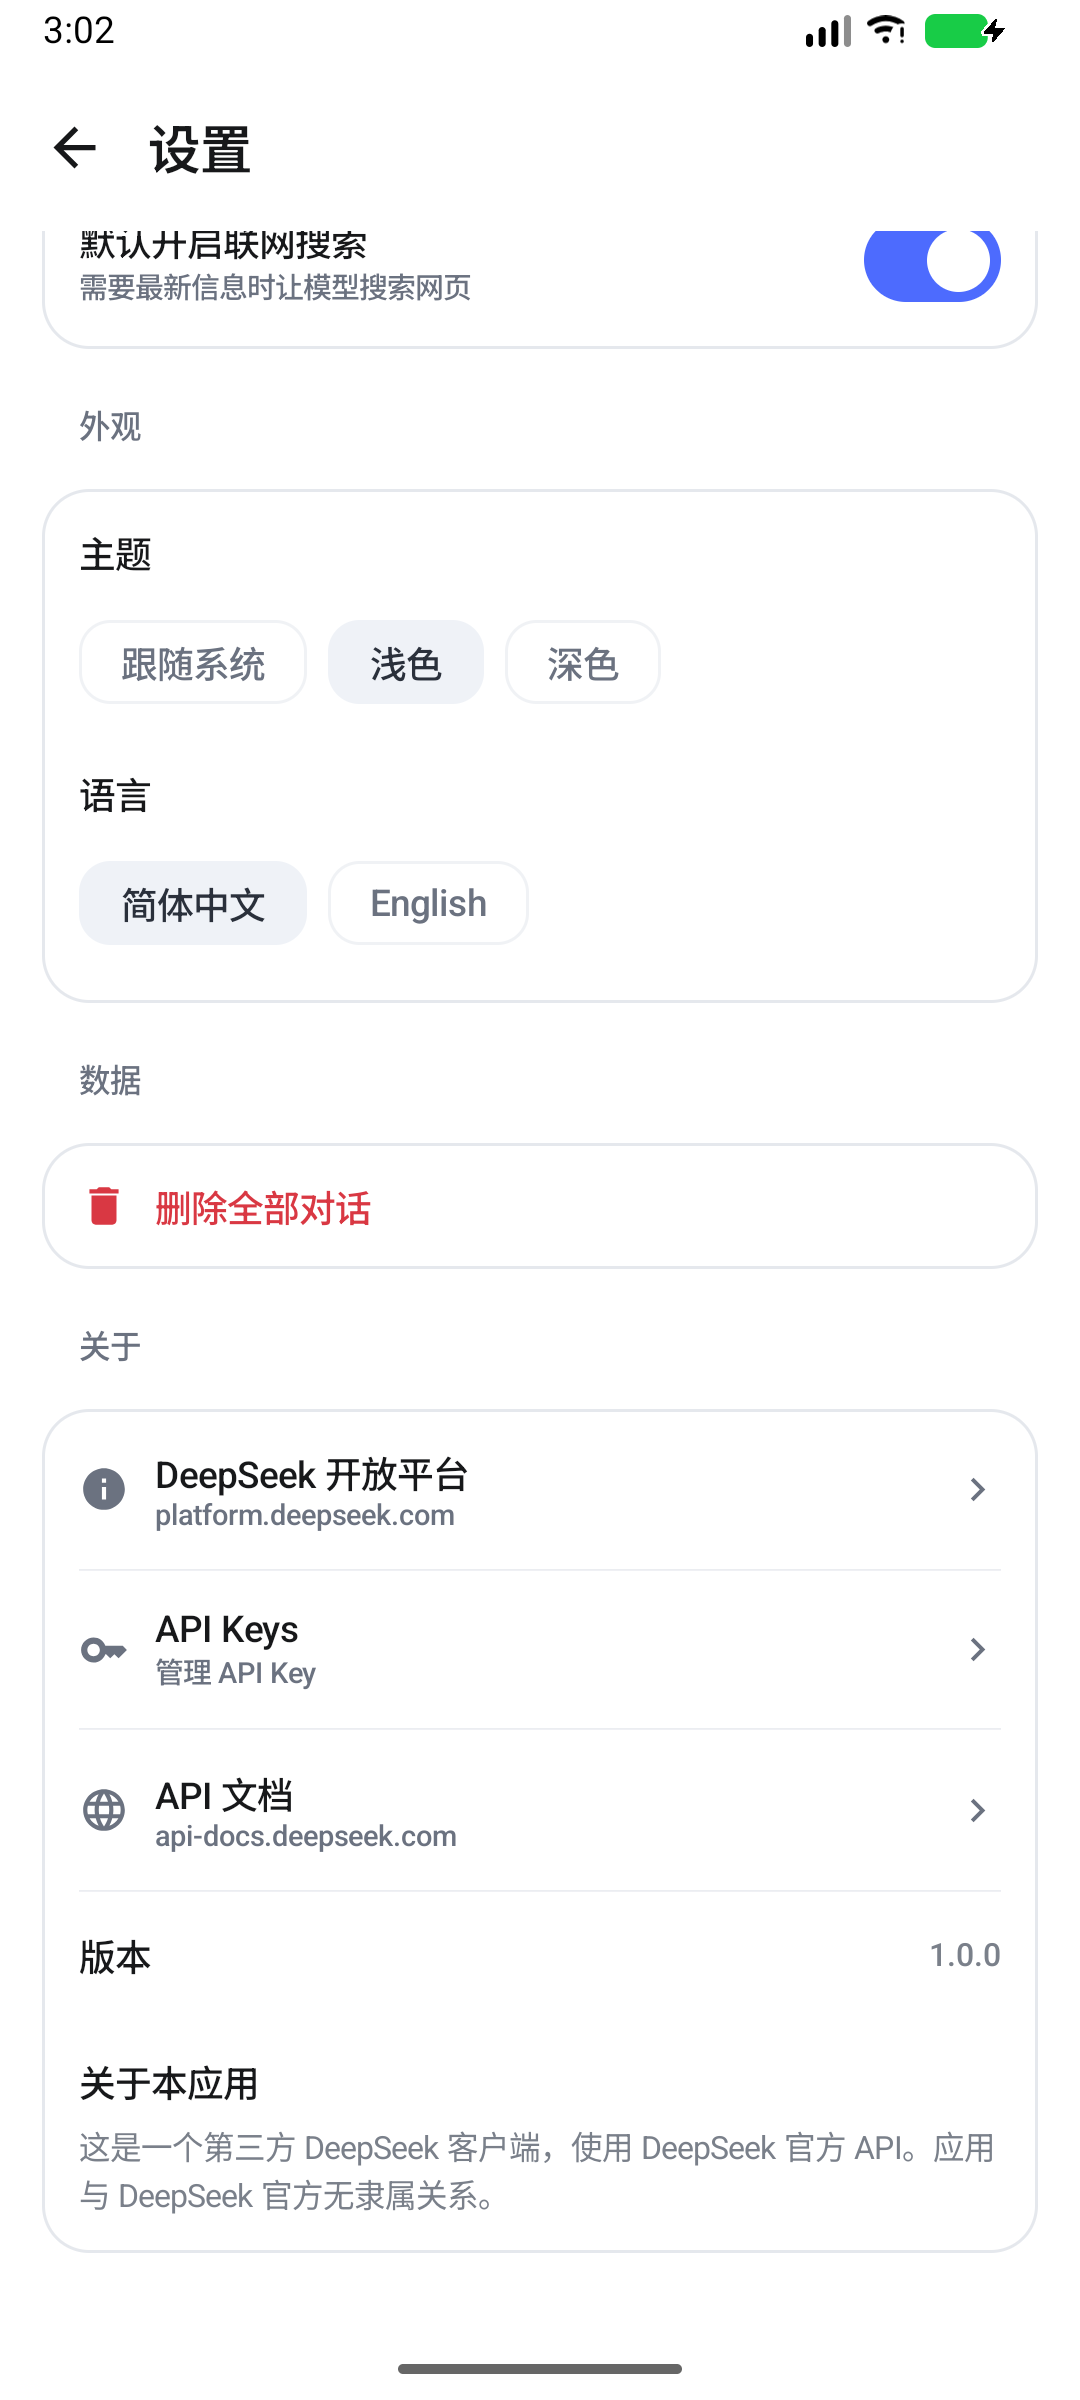 3:02
设置
默认开启联网搜索
需要最新信息时让模型搜索网页
外观
主题
跟随系统
浅色
深色
语言
简体中文
English
数据
删除全部对话
关于
DeepSeek 开放平台
platform.deepseek.com
API Keys
管理 API Key
API 文档
api-docs.deepseek.com
版本
1.0.0
关于本应用
这是一个第三方 DeepSeek 客户端，使用 DeepSeek 官方 API。应用
与 DeepSeek 官方无隶属关系。